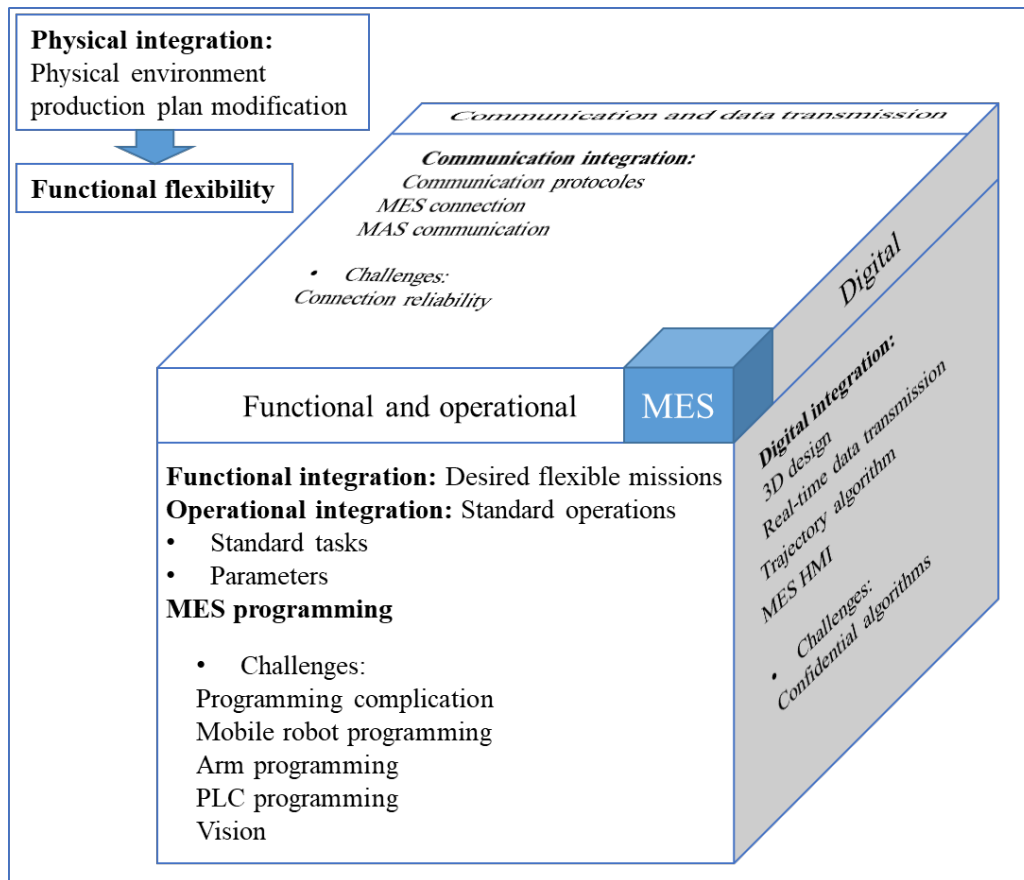 Physical integration:
Physical environment
production plan modification
Functional flexibility
Communication and data transmission
Communication integration:
Communication protocoles
MES connection
MAS communication
• Challenges:
Connection reliability
Digital
Digital integration:
3D design
Real-time data transmission
Trajectory algorithm
MES HMI
• Challenges:
Confidential algorithms
Functional and operational
MES
Functional integration: Desired flexible missions
Operational integration: Standard operations
• Standard tasks
• Parameters
MES programming
• Challenges:
Programming complication
Mobile robot programming
Arm programming
PLC programming
Vision